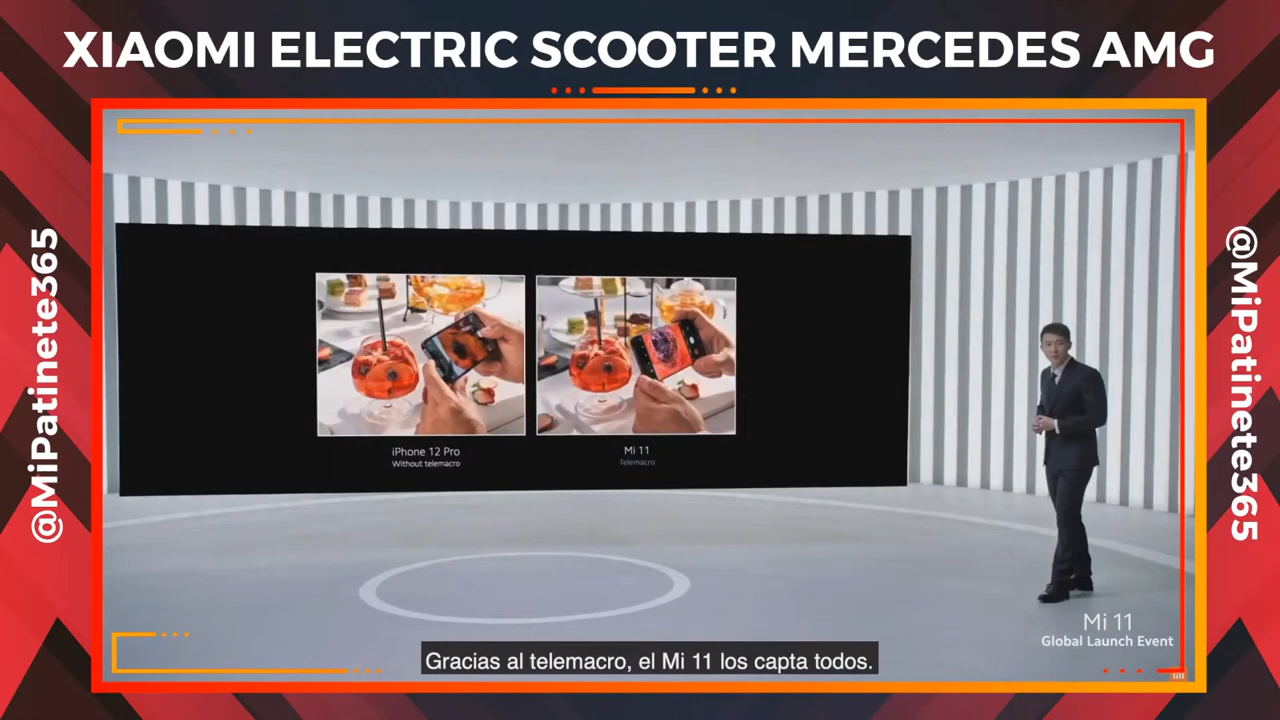 XIAOMI ELECTRIC SCOOTER MERCEDES AMG
@MiPatinete365
@MiPatinete365
iPhone 12 Pro
Without telemacro
Mi 11
Telemacro
Mi 11
Global Launch Event
Gracias al telemacro, el Mi 11 los capta todos.
mi